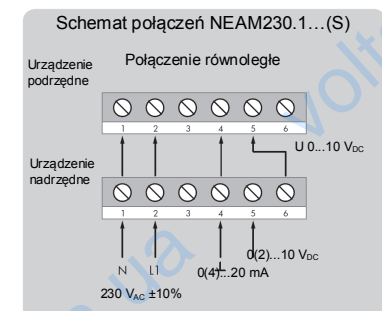 Schemat połączeń NEAM230.1...(S)
Urządzenie podrzędne
Połączenie równoległe
1 2 3 4 5 6
U 0...10 VDC
Urządzenie nadrzędne
1 2 3 4 5 6
N L1
0(4)...20 mA
0(2)...10 VDC
230 VAC ±10%